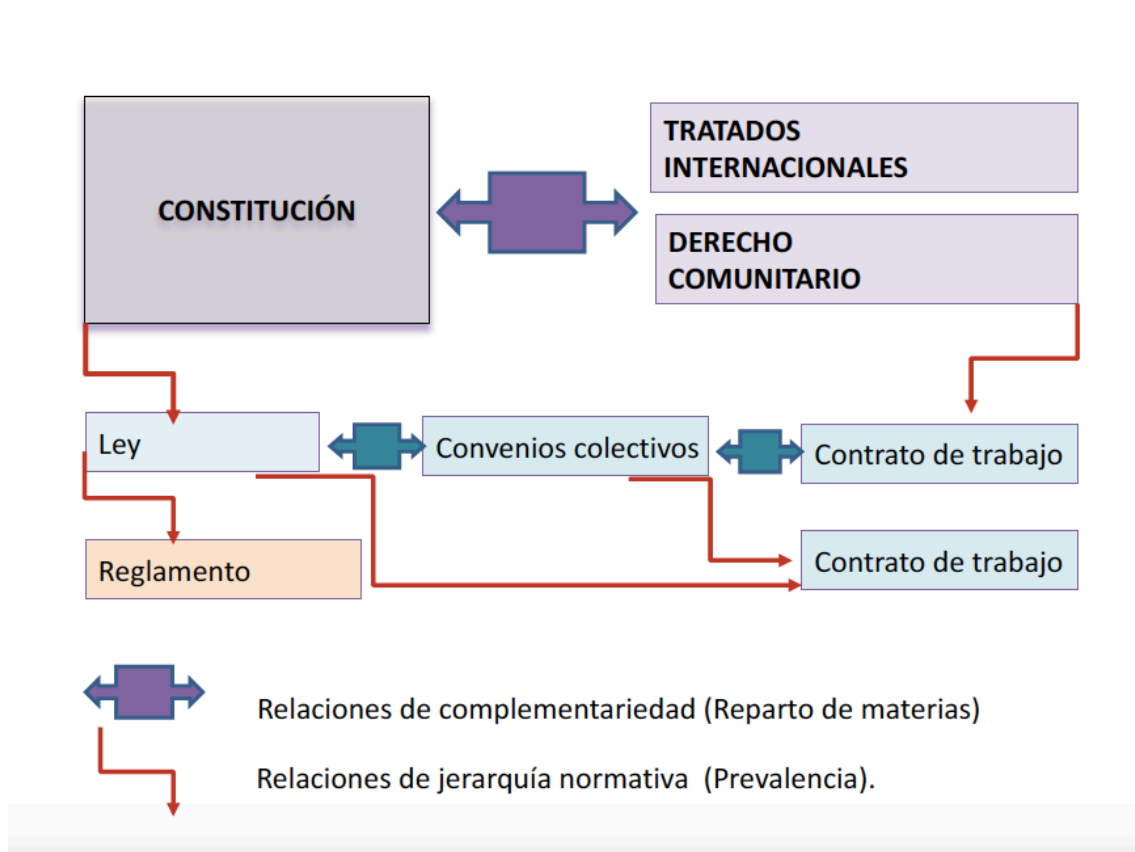 CONSTITUCIÓN
TRATADOS
INTERNACIONALES
DERECHO
COMUNITARIO
Ley
Convenios colectivos
Contrato de trabajo
Reglamento
Contrato de trabajo
Relaciones de complementariedad (Reparto de materias)
Relaciones de jerarquía normativa (Prevalencia).